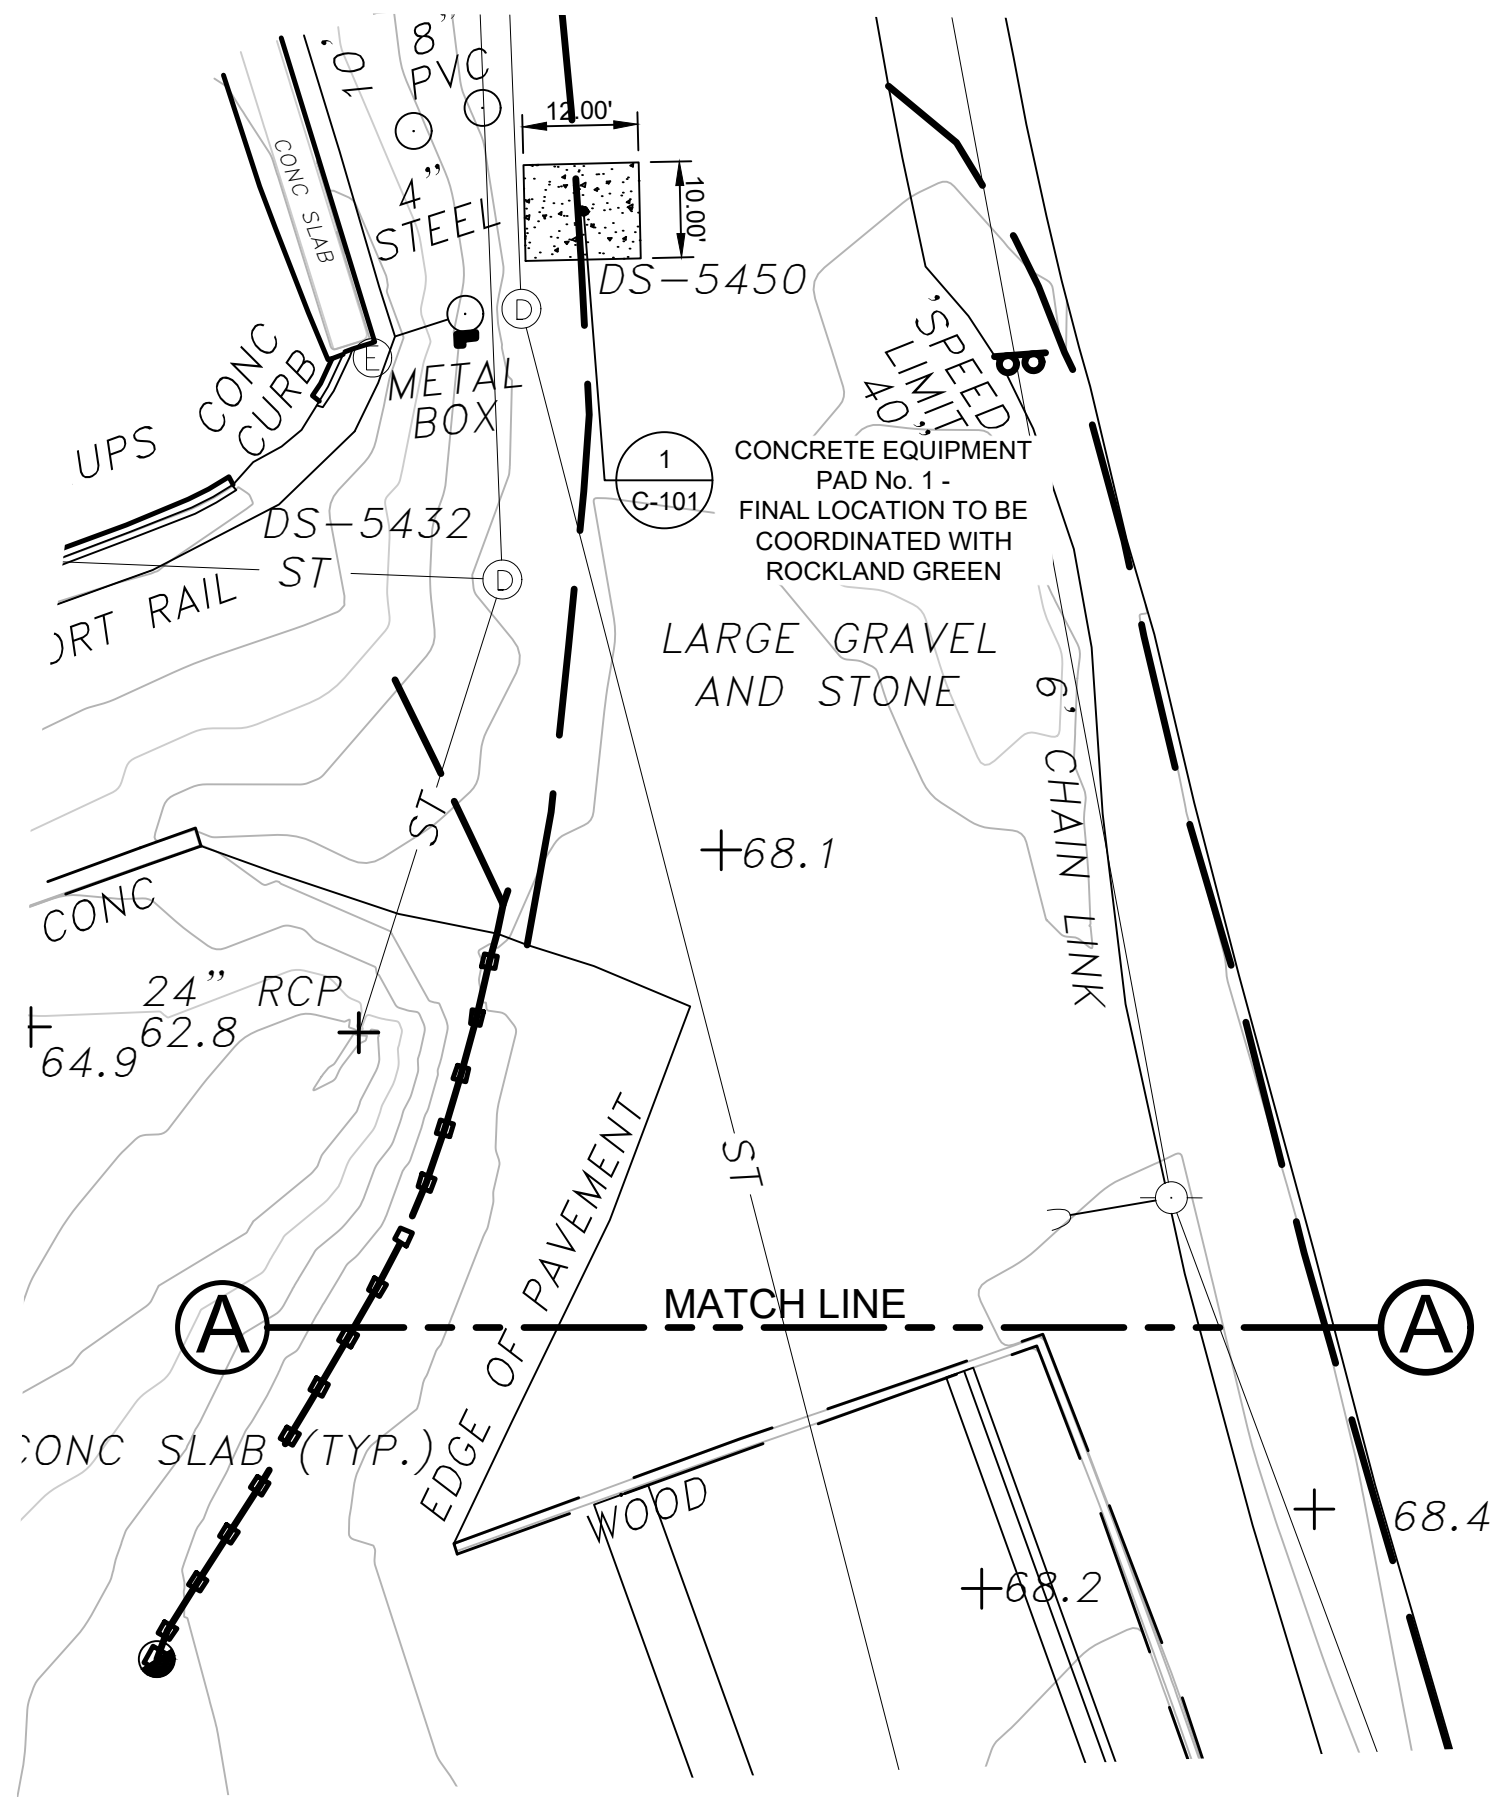 10'
8"
PVC
12.00'
CONC SLAB
4"
STEEL
10.00'
DS-5450
D
'SPEED
LIMIT
40'
CONC
CURB
E
METAL
BOX
UPS
1
C-101
CONCRETE EQUIPMENT
PAD No. 1 -
FINAL LOCATION TO BE
COORDINATED WITH
ROCKLAND GREEN
DS-5432
ST
D
ORT RAIL
LARGE GRAVEL
AND STONE
6' CHAIN LINK
ST
68.1
CONC
24" RCP
62.8
64.9
EDGE OF PAVEMENT
ST
A
MATCH LINE
A
CONC SLAB (TYP.)
WOOD
68.4
68.2